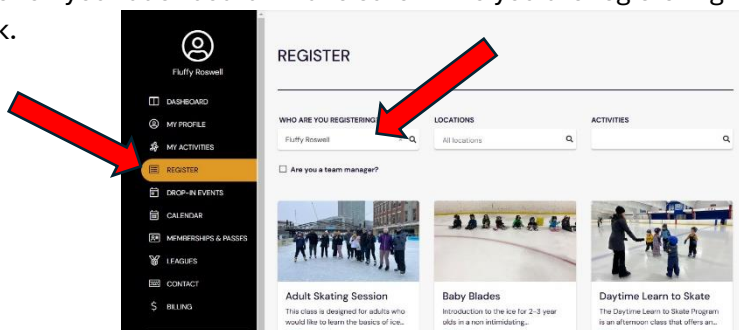 k.
Fluffy Roswell
DASHBOARD
MY PROFILE
MY ACTIVITIES
REGISTER
DROP-IN EVENTS
CALENDAR
MEMBERSHIPS & PASSES
LEAGUES
CONTACT
$ BILLING
REGISTER
WHO ARE YOU REGISTERING?
Fluffy Roswell
Are you a team manager?
LOCATIONS
All locations
ACTIVITIES
Adult Skating Session
This class is designed for adults who
would like to learn the basics of ice...
Baby Blades
Introduction to the ice for 2-3 year
olds in a non intimidating...
Daytime Learn to Skate
The Daytime Learn to Skate Program
is an afternoon class that offers an...